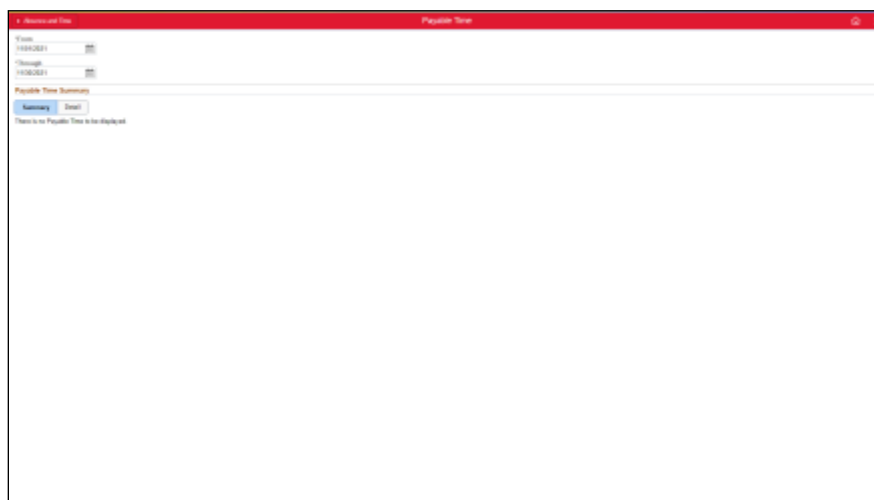 Absence and Time
Payable Time
*From
*Through
Payable Time Summary
Summary
Detail
There is no Payable Time to be displayed.